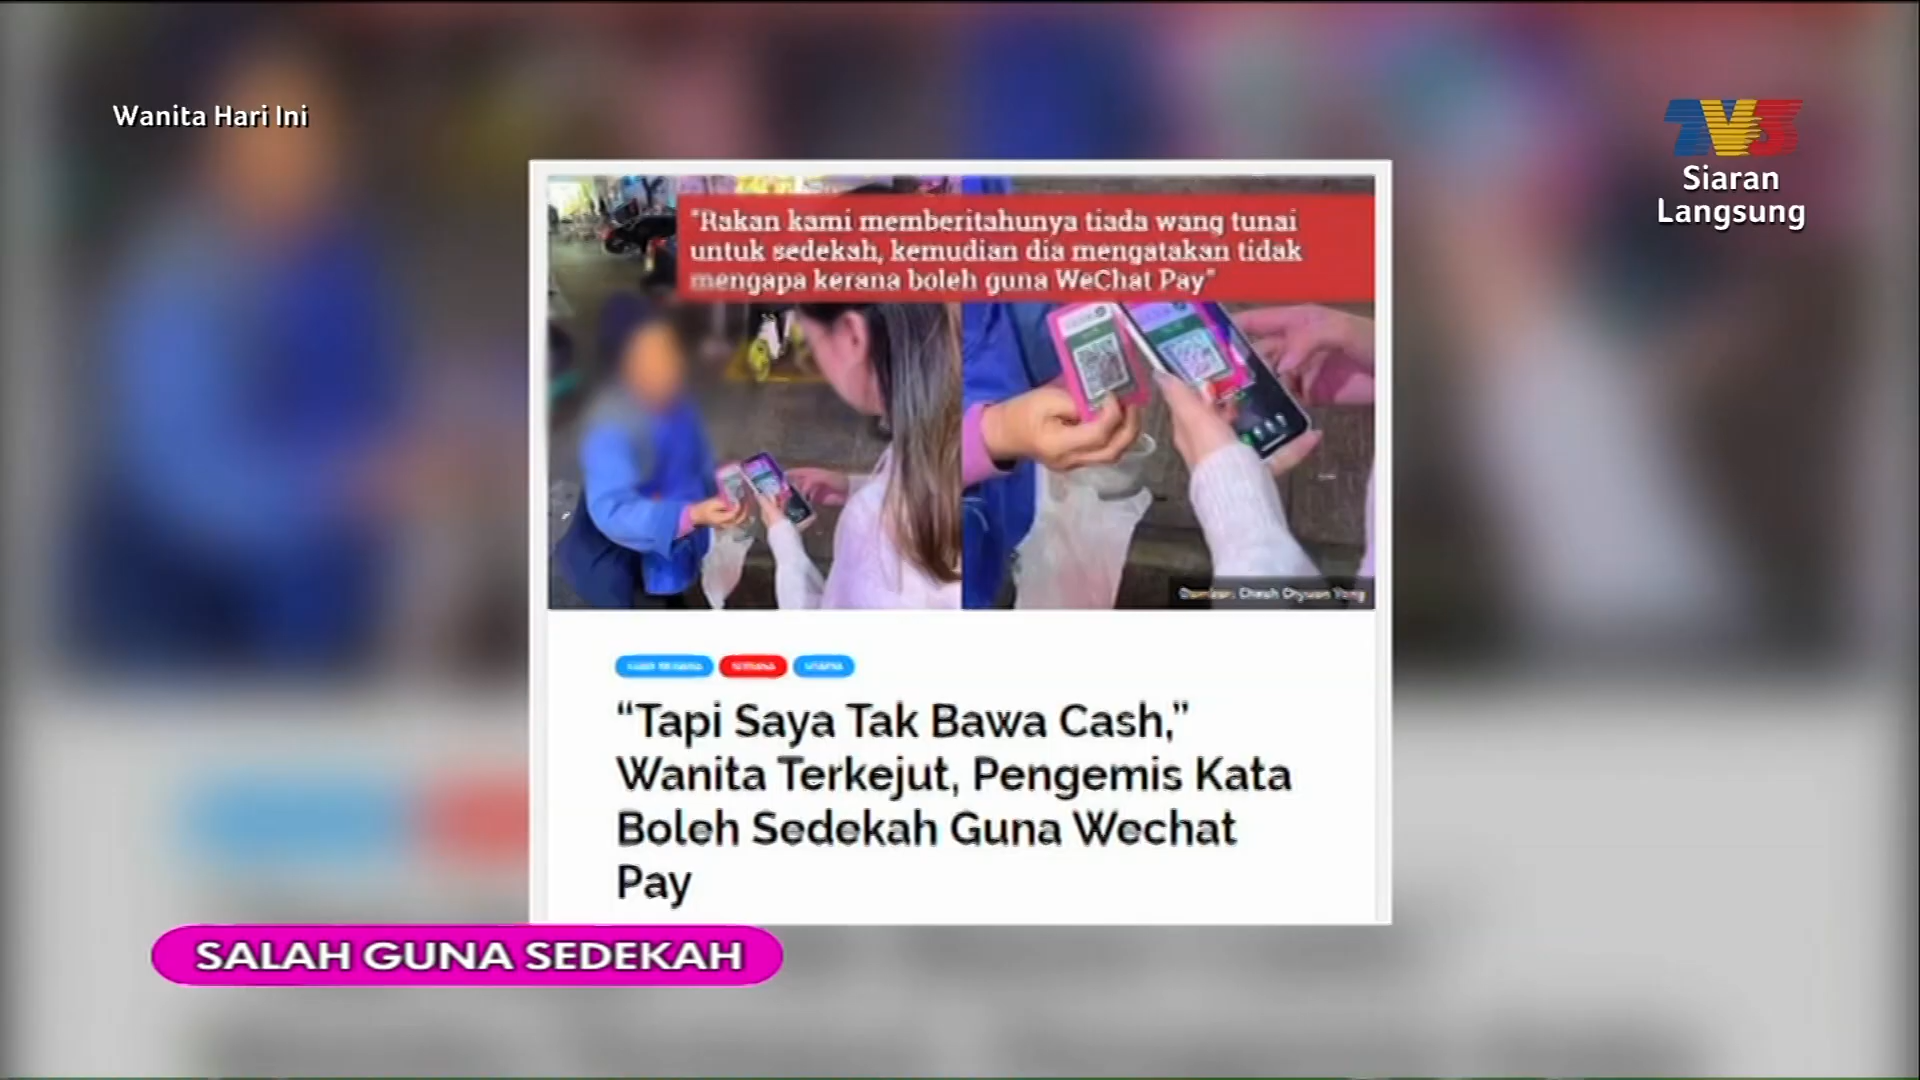 Wanita Hari Ini
TV3
Siaran
Langsung
"Rakan kami memberitahunya tiada wang tunai
untuk sedekah, kemudian dia mengatakan tidak
mengapa kerana boleh guna WeChat Pay"
“Tapi Saya Tak Bawa Cash,”
Wanita Terkejut, Pengemis Kata
Boleh Sedekah Guna Wechat
Pay
SALAH GUNA SEDEKAH